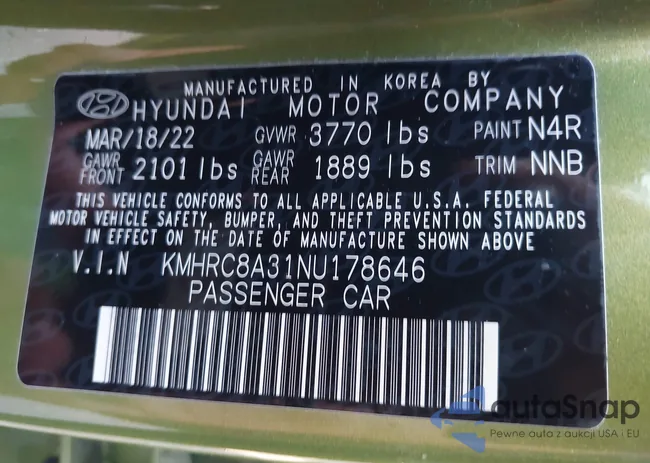 MANUFACTURED IN KOREA BY
HYUNDAI MOTOR COMPANY
MAR/18/22 GVWR 3770 lbs PAINT N4R
GAWR FRONT 2101 lbs GAWR REAR 1889 lbs TRIM NNB
THIS VEHICLE CONFORMS TO ALL APPLICABLE U.S.A. FEDERAL
MOTOR VEHICLE SAFETY, BUMPER, AND THEFT PREVENTION STANDARDS
IN EFFECT ON THE DATE OF MANUFACTURE SHOWN ABOVE.
V.I.N KMHRC8A31NU178646
PASSENGER CAR
autaSnap
Pewne auta z aukcji USA i EU